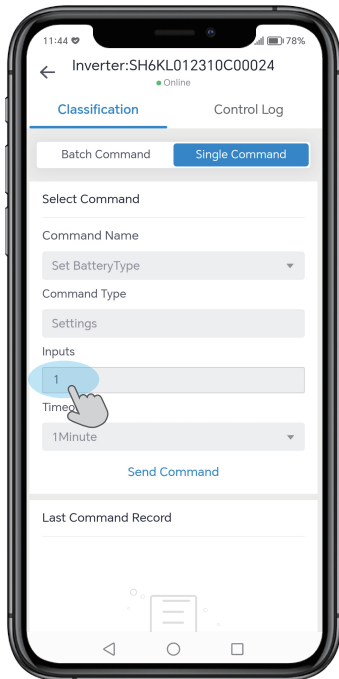 11:44
78%
Inverter:SH6KL012310C00024
Online
Classification
Control Log
Batch Command
Single Command
Select Command
Command Name
Set BatteryType
Command Type
Settings
Inputs
1
1Minute
Send Command
Last Command Record